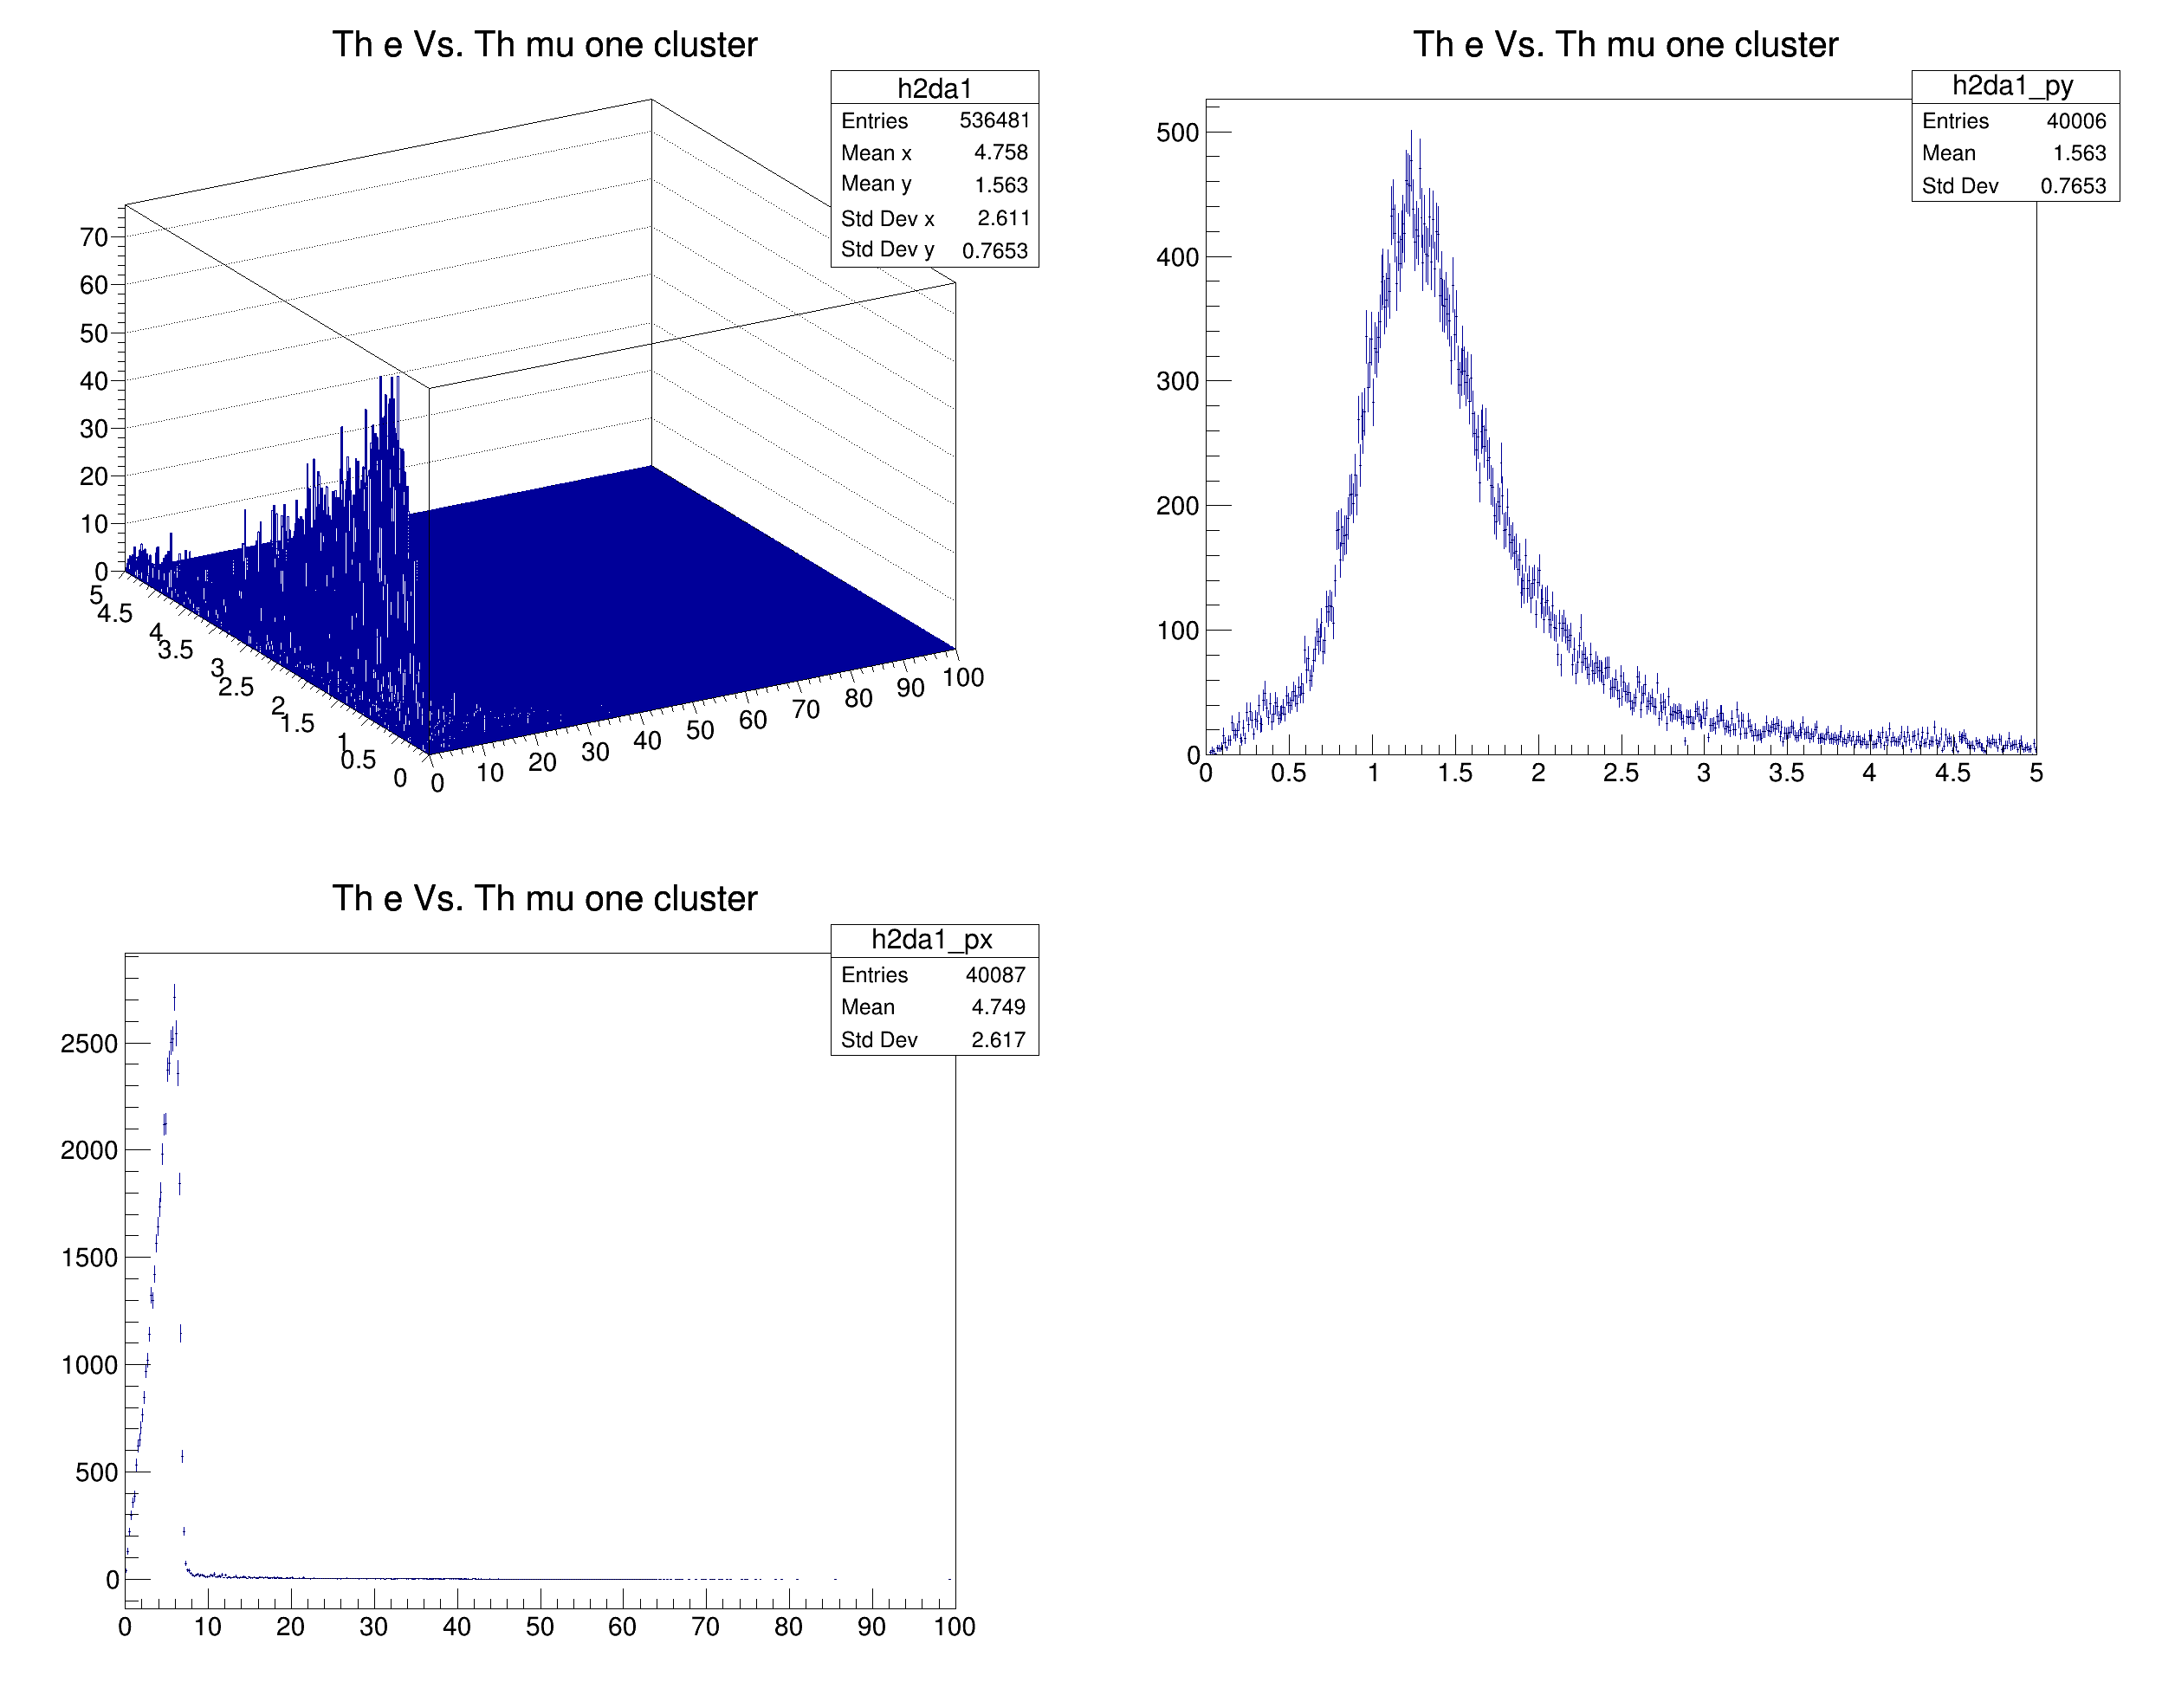 Th e Vs. Th mu one cluster
h2da1
Entries 536481
Mean x 4.758
Mean y 1.563
Std Dev x 2.611
Std Dev y 0.7653
70
60
50
40
30
20
10
0
5
4.5
4
3.5
3
2.5
2
1.5
1
0.5
0
0 10 20 30 40 50 60 70 80 90 100
Th e Vs. Th mu one cluster
h2da1_py
Entries 40006
Mean 1.563
Std Dev 0.7653
500
400
300
200
100
0
0 0.5 1 1.5 2 2.5 3 3.5 4 4.5 5
Th e Vs. Th mu one cluster
h2da1_px
Entries 40087
Mean 4.749
Std Dev 2.617
2500
2000
1500
1000
500
0
0 10 20 30 40 50 60 70 80 90 100